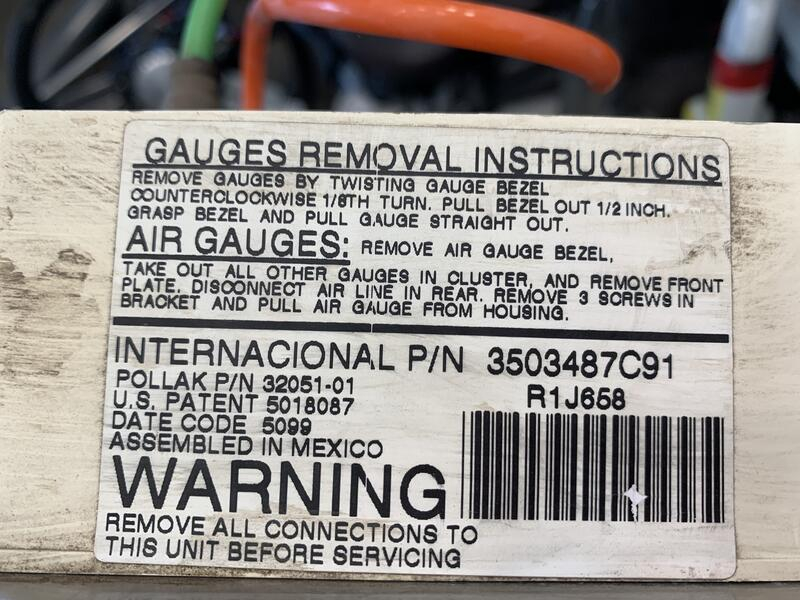 GAUGES REMOVAL INSTRUCTIONS
REMOVE GAUGES BY TWISTING GAUGE BEZEL
COUNTERCLOCKWISE 1/8TH TURN. PULL BEZEL OUT 1/2 INCH.
GRASP BEZEL AND PULL GAUGE STRAIGHT OUT.
AIR GAUGES: REMOVE AIR GAUGE BEZEL,
TAKE OUT ALL OTHER GAUGES IN CLUSTER, AND REMOVE FRONT
PLATE. DISCONNECT AIR LINE IN REAR. REMOVE 3 SCREWS IN
BRACKET AND PULL AIR GAUGE FROM HOUSING.
INTERNACIONAL P/N 3503487C91
POLLAK P/N 32051-01
R1J658
U.S. PATENT 5018087
DATE CODE 5099
ASSEMBLED IN MEXICO
WARNING
REMOVE ALL CONNECTIONS TO
THIS UNIT BEFORE SERVICING